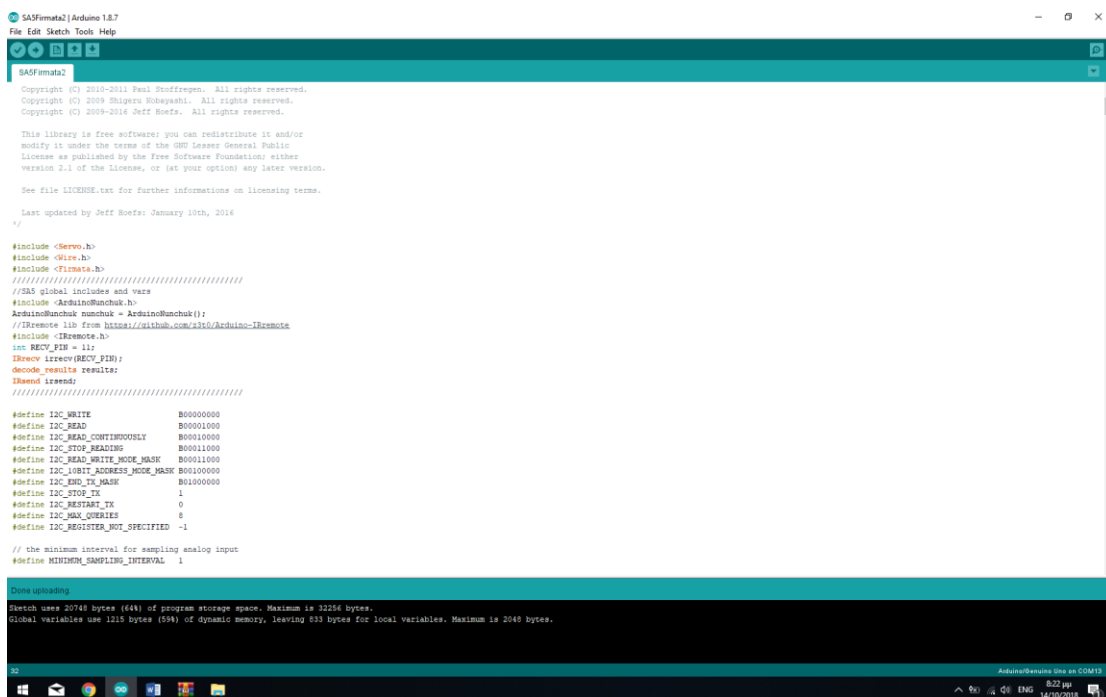 SA5Firmata2 | Arduino 1.8.7
File Edit Sketch Tools Help
SA5Firmata2
Copyright (C) 2010-2011 Paul Stoffregen.  All rights reserved.
Copyright (C) 2009 Shigeru Kobayashi.  All rights reserved.
Copyright (C) 2009-2016 Jeff Hoefs.  All rights reserved.
This library is free software; you can redistribute it and/or
modify it under the terms of the GNU Lesser General Public
License as published by the Free Software Foundation; either
version 2.1 of the License, or (at your option) any later version.
See file LICENSE.txt for further informations on licensing terms.
Last updated by Jeff Hoefs: January 10th, 2016
*/
#include <Servo.h>
#include <Wire.h>
#include <Firmata.h>
//////////////////////////////////////////////////
//SA5 global includes and vars
#include <ArduinoNunchuk.h>
ArduinoNunchuk nunchuk = ArduinoNunchuk();
//IRremote lib from https://github.com/z3t0/Arduino-IRremote
#include <IRremote.h>
int RECV_PIN = 11;
IRrecv irrecv(RECV_PIN);
decode_results results;
IRsend irsend;
//////////////////////////////////////////////////
#define I2C_WRITE B00000000
#define I2C_READ B00001000
#define I2C_READ_CONTINUOUSLY B00010000
#define I2C_STOP_READING B00011000
#define I2C_READ_WRITE_MODE_MASK B00011000
#define I2C_10BIT_ADDRESS_MODE_MASK B00100000
#define I2C_END_TX_MASK B01000000
#define I2C_STOP_TX 1
#define I2C_RESTART_TX 0
#define I2C_MAX_QUERIES 8
#define I2C_REGISTER_NOT_SPECIFIED -1
// the minimum interval for sampling analog input
#define MINIMUM_SAMPLING_INTERVAL 1
Done uploading.
Sketch uses 20748 bytes (64%) of program storage space. Maximum is 32256 bytes.
Global variables use 1215 bytes (59%) of dynamic memory, leaving 833 bytes for local variables. Maximum is 2048 bytes.
32 Arduino/Genuino Uno on COM13
ENG 8:22 μμ
14/10/2018